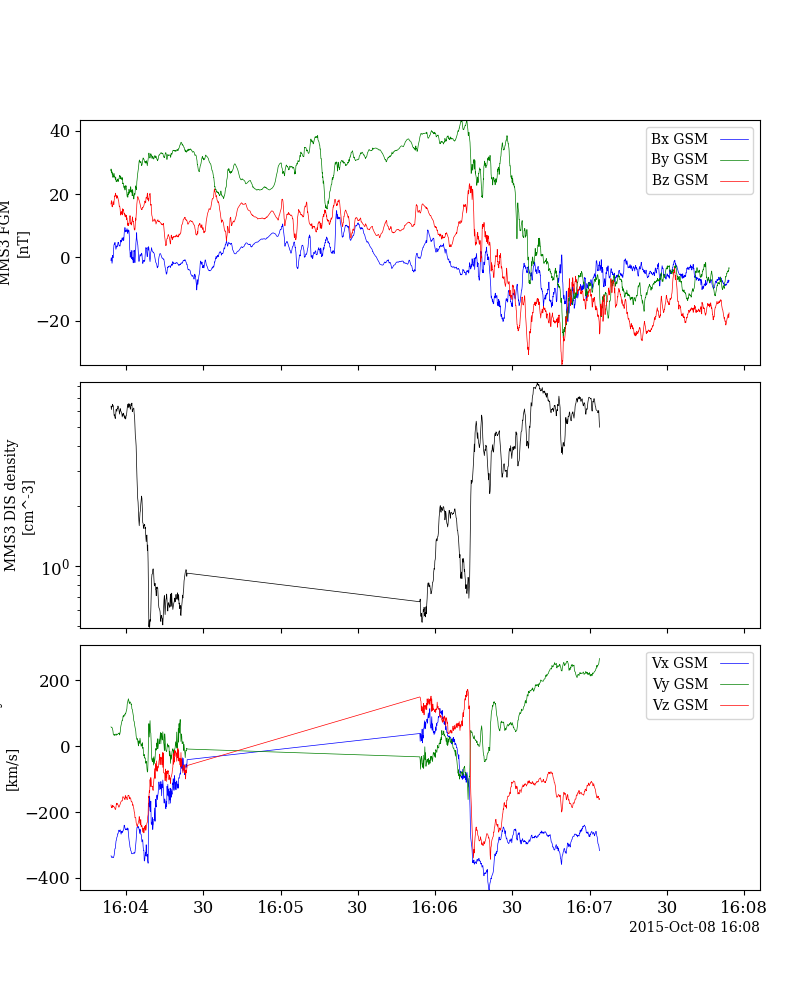 40
20
0
−20
MMS3 FGM
[nT]
Bx GSM
By GSM
Bz GSM
10^0
MMS3 DIS density
[cm^-3]
200
0
−200
−400
[km/s]
Vx GSM
Vy GSM
Vz GSM
16:04 30 16:05 30 16:06 30 16:07 30 16:08
2015-Oct-08 16:08